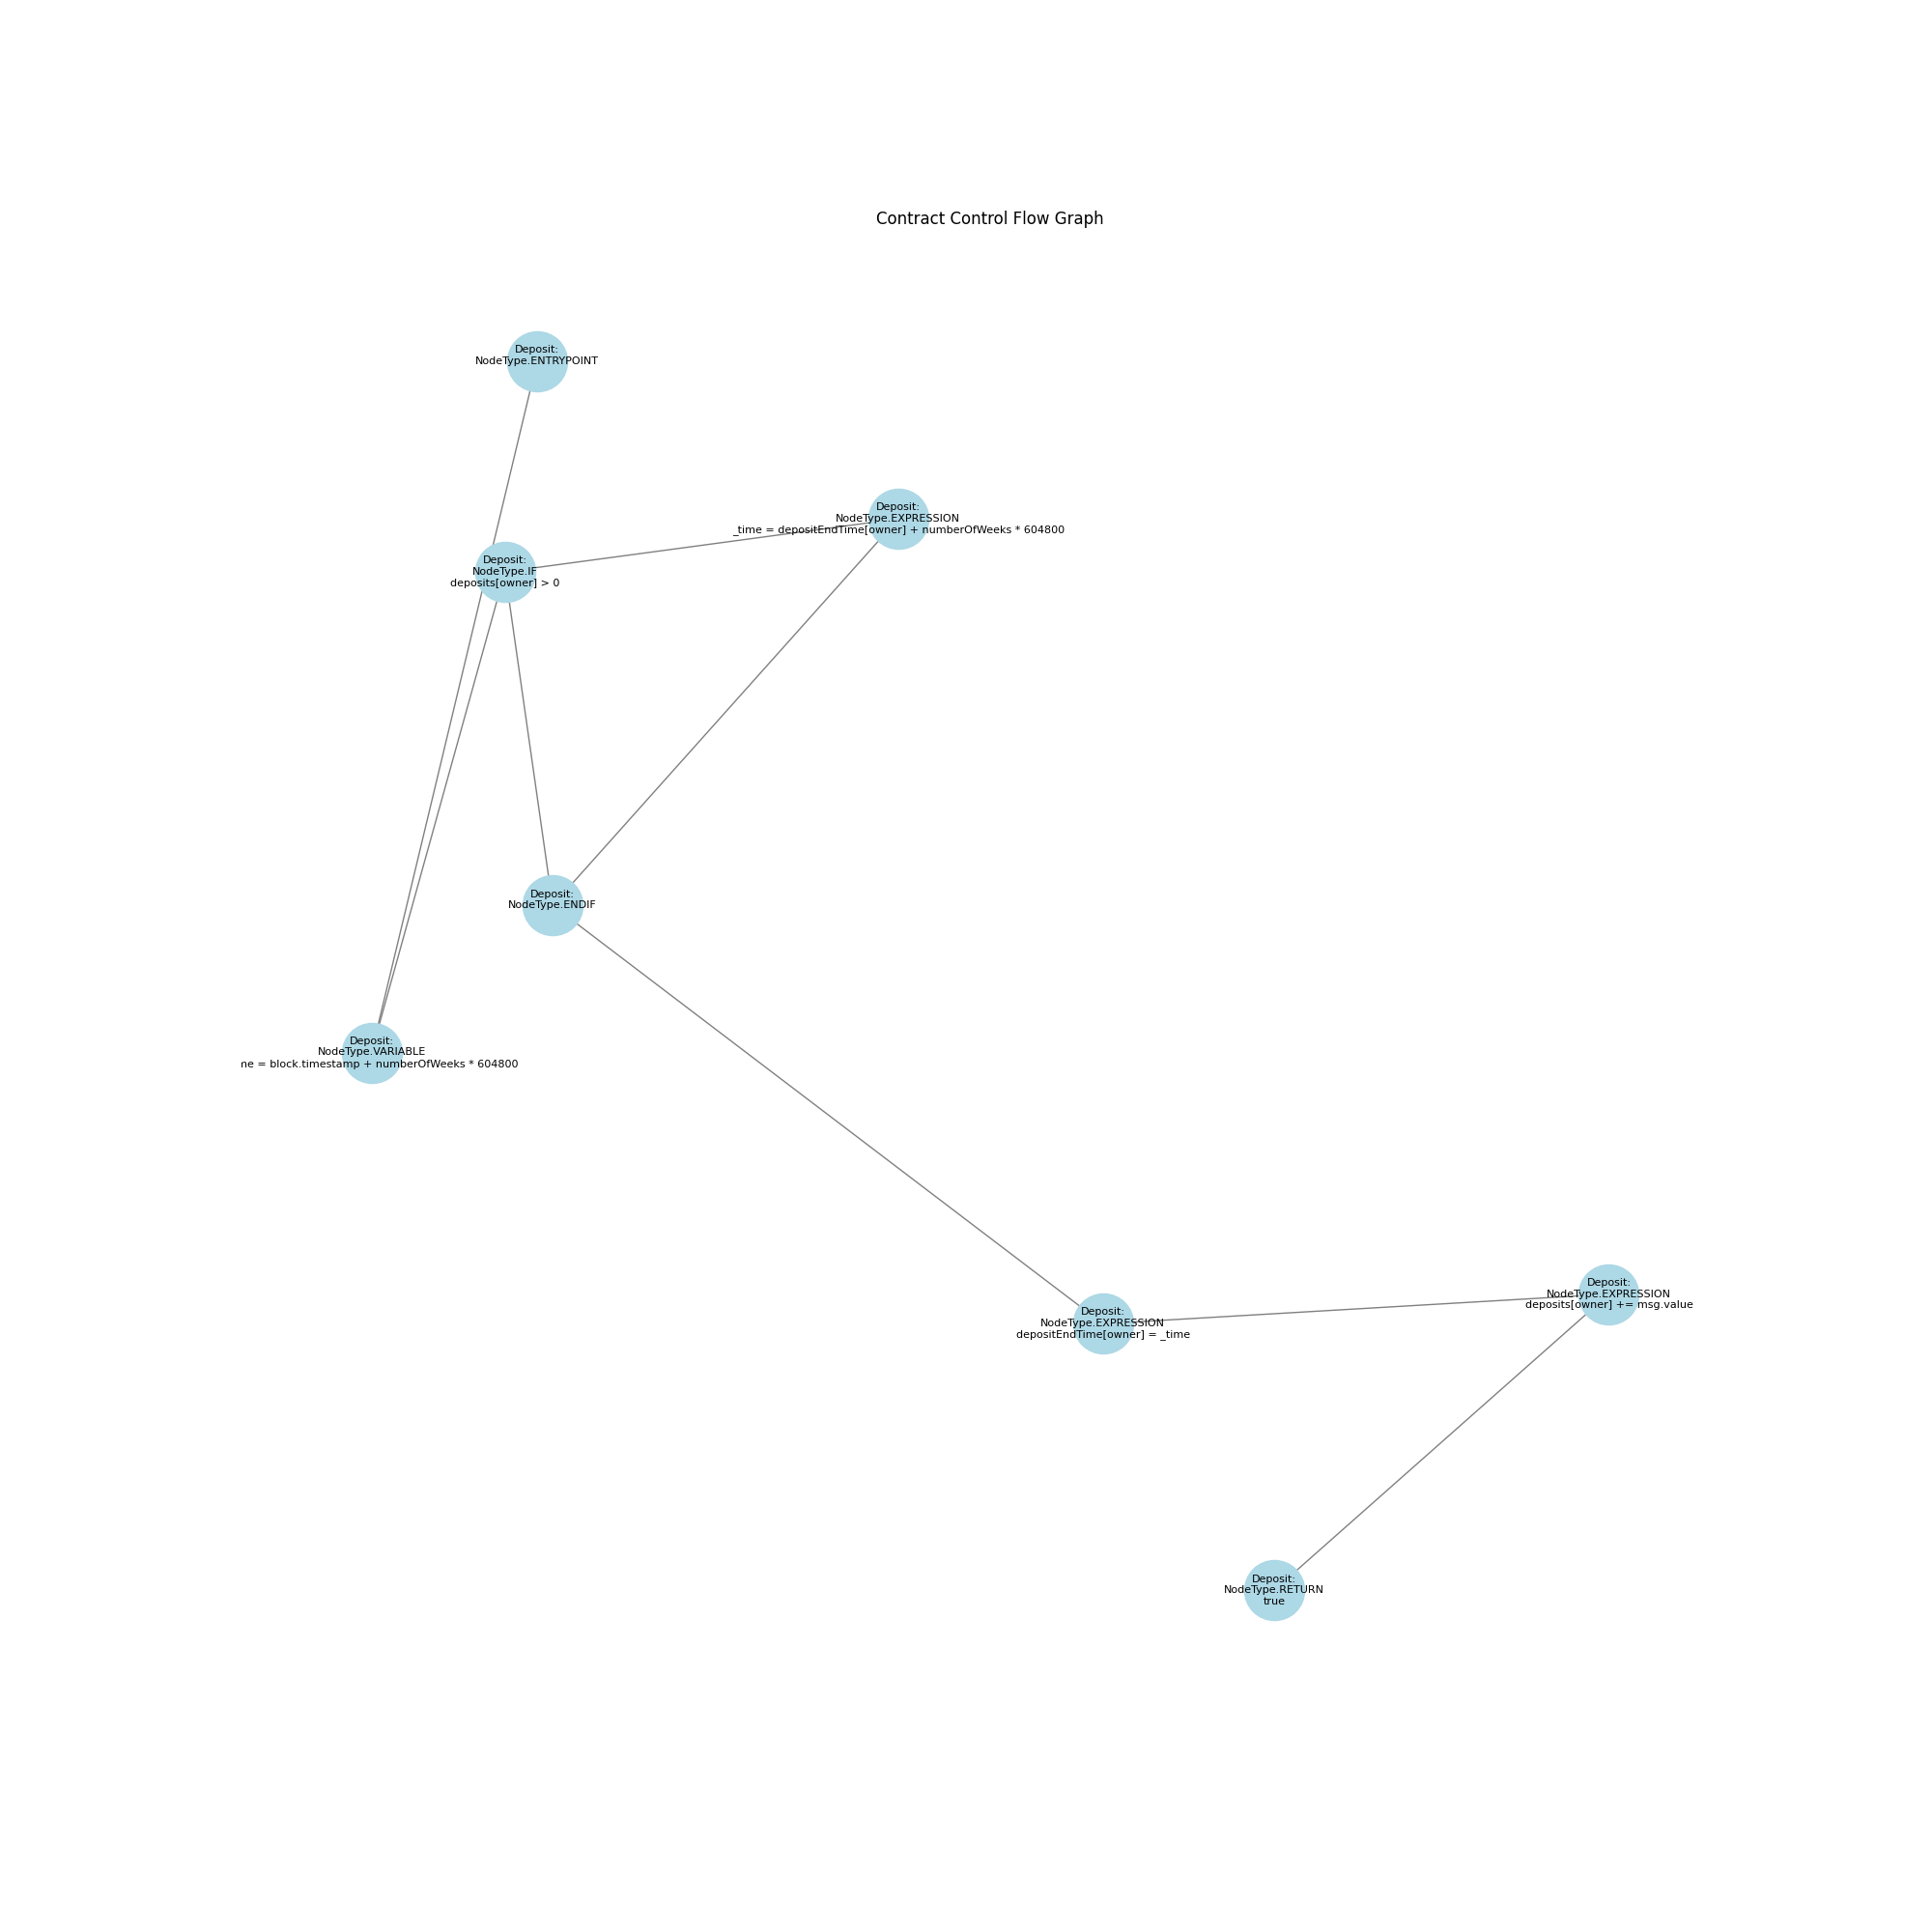 Contract Control Flow Graph
Deposit:
NodeType.ENTRYPOINT
Deposit:
NodeType.EXPRESSION
_time = depositEndTime[owner] + numberOfWeeks * 604800
Deposit:
NodeType.IF
deposits[owner] > 0
Deposit:
NodeType.ENDIF
Deposit:
NodeType.VARIABLE
ne = block.timestamp + numberOfWeeks * 604800
Deposit:
NodeType.EXPRESSION
deposits[owner] += msg.value
Deposit:
NodeType.EXPRESSION
depositEndTime[owner] = _time
Deposit:
NodeType.RETURN
true